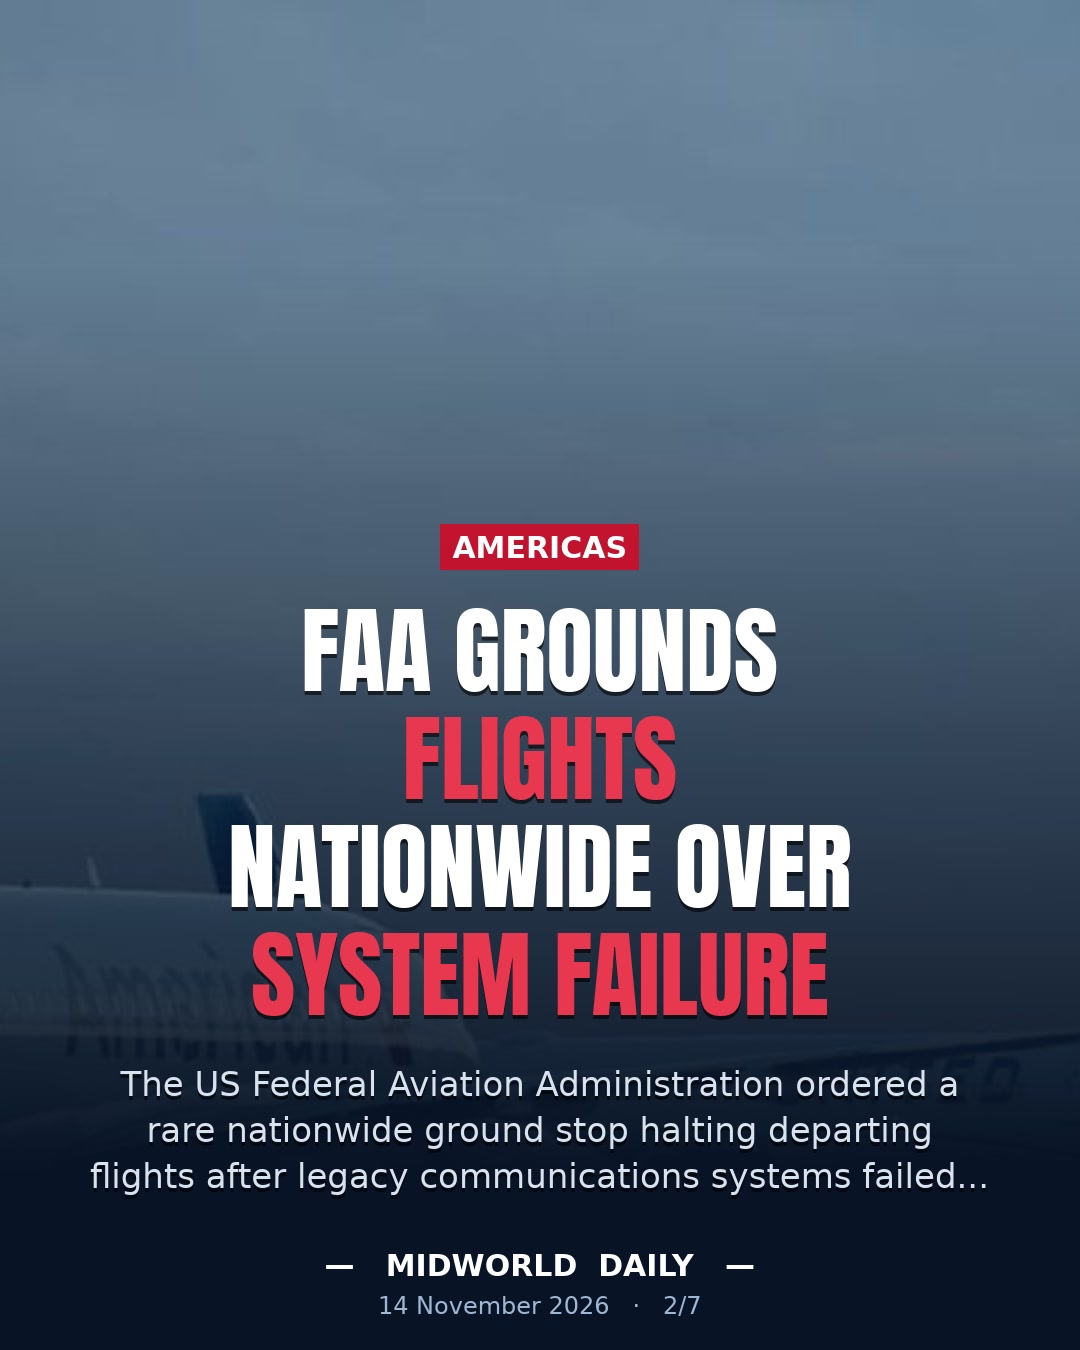 AMERICAS
FAA GROUNDS
FLIGHTS
NATIONWIDE OVER
SYSTEM FAILURE
American
The US Federal Aviation Administration ordered a
rare nationwide ground stop halting departing
flights after legacy communications systems failed...
— MIDWORLD DAILY —
14 November 2026 · 2/7